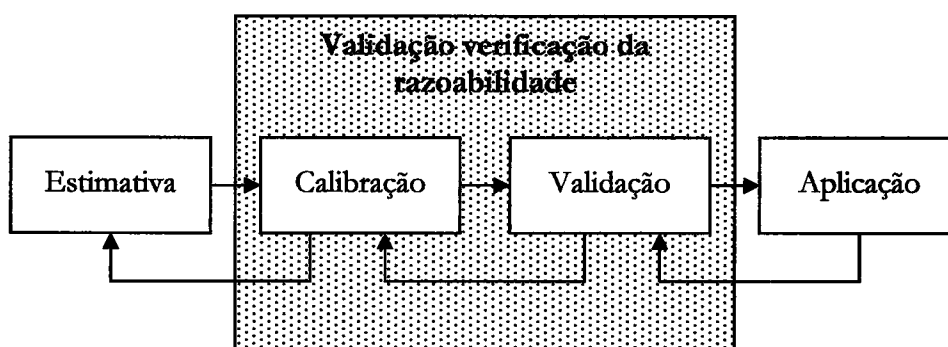 Validação verificação da
razoabilidade
Estimativa
Calibração
Validação
Aplicação